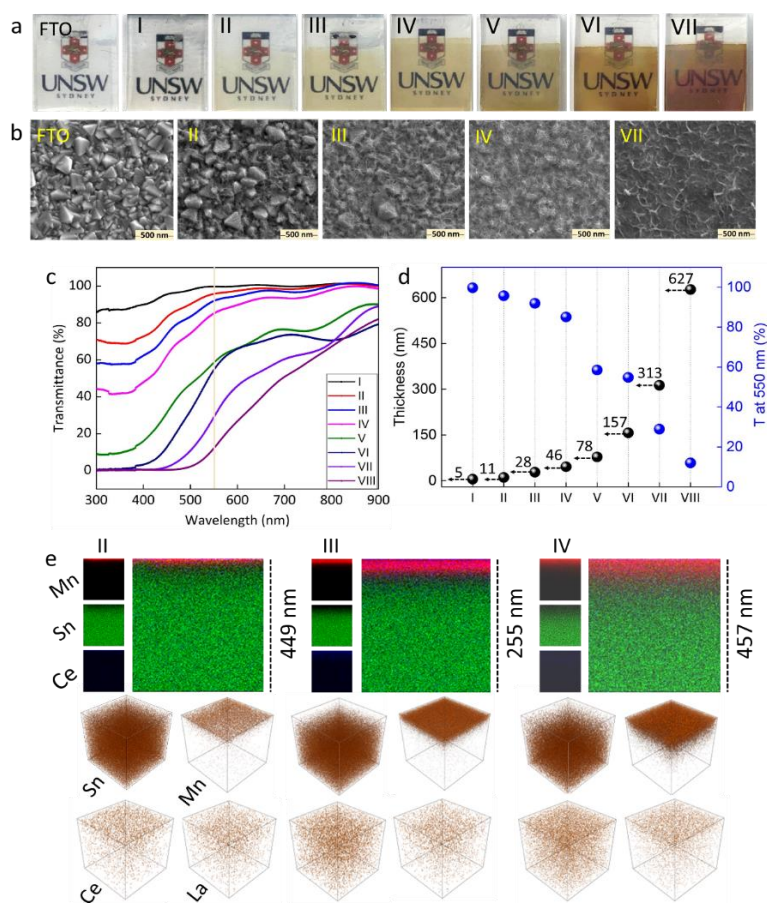 a
FTO I II III IV V VI VII
UNSW UNSW UNSW UNSW UNSW UNSW UNSW UNSW
SYDNEY SYDNEY SYDNEY SYDNEY SYDNEY SYDNEY SYDNEY SYDNEY
b
FTO II III IV VII
500 nm 500 nm 500 nm 500 nm 500 nm
c
Transmittance (%)
100
80
60
40
20
0
300 400 500 600 700 800 900
Wavelength (nm)
I
II
III
IV
V
VI
VII
VIII
d
Thickness (nm)
600
450
300
150
0
5 11 28 46 78 157 313 627
I II III IV V VI VII VIII
100
80
60
40
20
0
T at 550 nm (%)
e
II III IV
Mn
Sn
Ce
449 nm
255 nm
457 nm
Sn Mn
Ce La